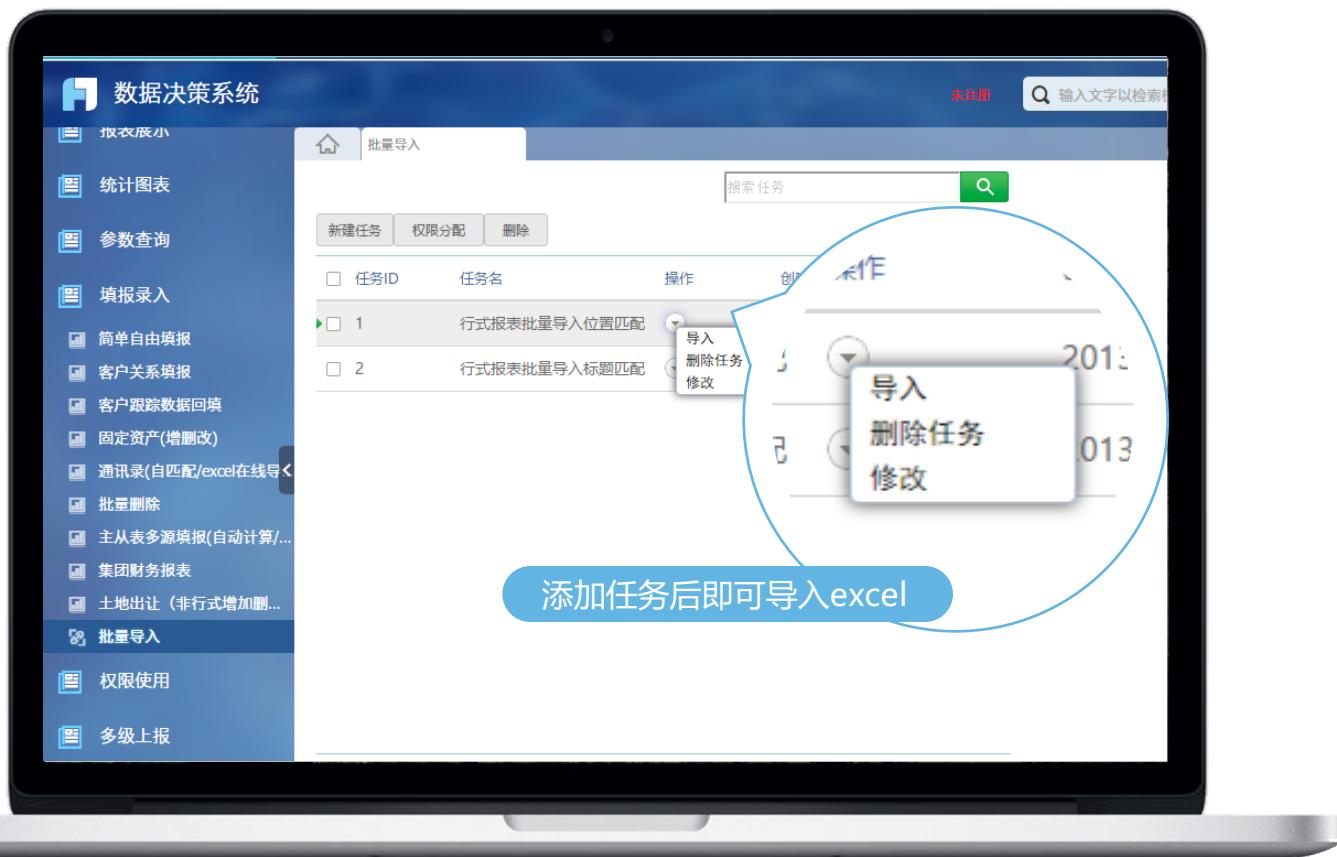 数据决策系统
未注册
输入文字以检索
报表展示
统计图表
参数查询
填报录入
简单自由填报
客户关系填报
客户跟踪数据回填
固定资产(增删改)
通讯录(自匹配/excel在线导
批量删除
主从表多源填报(自动计算/...
集团财务报表
土地出让（非行式增加删...
批量导入
权限使用
多级上报
批量导入
搜索任务
新建任务 权限分配 删除
任务ID 任务名 操作 创
1 行式报表批量导入位置匹配
2 行式报表批量导入标题匹配
导入
删除任务
修改
操作
2013
导入
删除任务
修改
2013
添加任务后即可导入excel